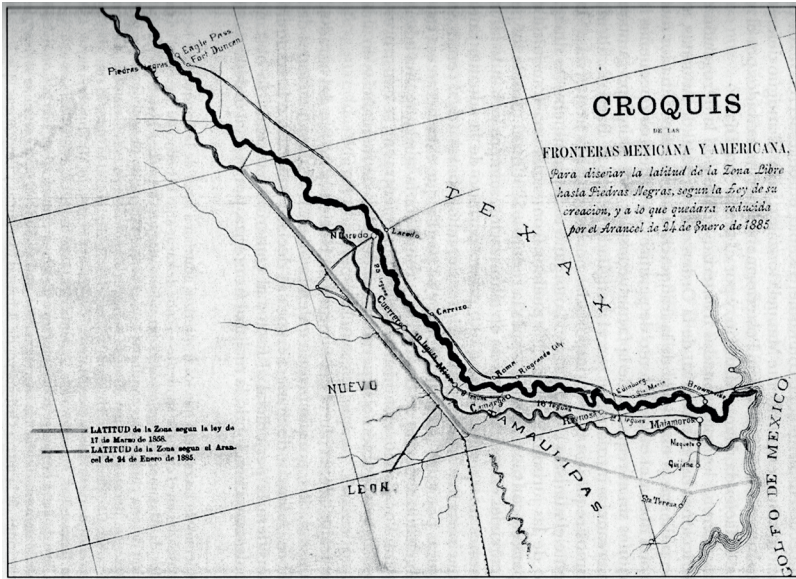 CROQUIS
DE LAS
FRONTERAS MEXICANA Y AMERICANA,
Para diseñar la latitud de la Zona Libre
hasta Piedras Negras, segun la Ley de su
creacion, y a lo que quedará reducida
por el Arancel de 24 de Enero de 1885
Eagle Pass
Fort Duncan
Piedras Negras
TEXAX
N Laredo
Laredo
Guerrero
Carrizo
Mier
Roma
Riogrande City
Camargo
Reynosa
Edinburg
Sta Maria
Brownsville
Matamoros
Quijano
Sta Teresa
NUEVO
LEON
TAMAULIPAS
GOLFO DE MEXICO
LATITUD de la Zona segun la ley de
17 de Marzo de 1858.
LATITUD de la Zona segun el Aran-
cel de 24 de Enero de 1885.